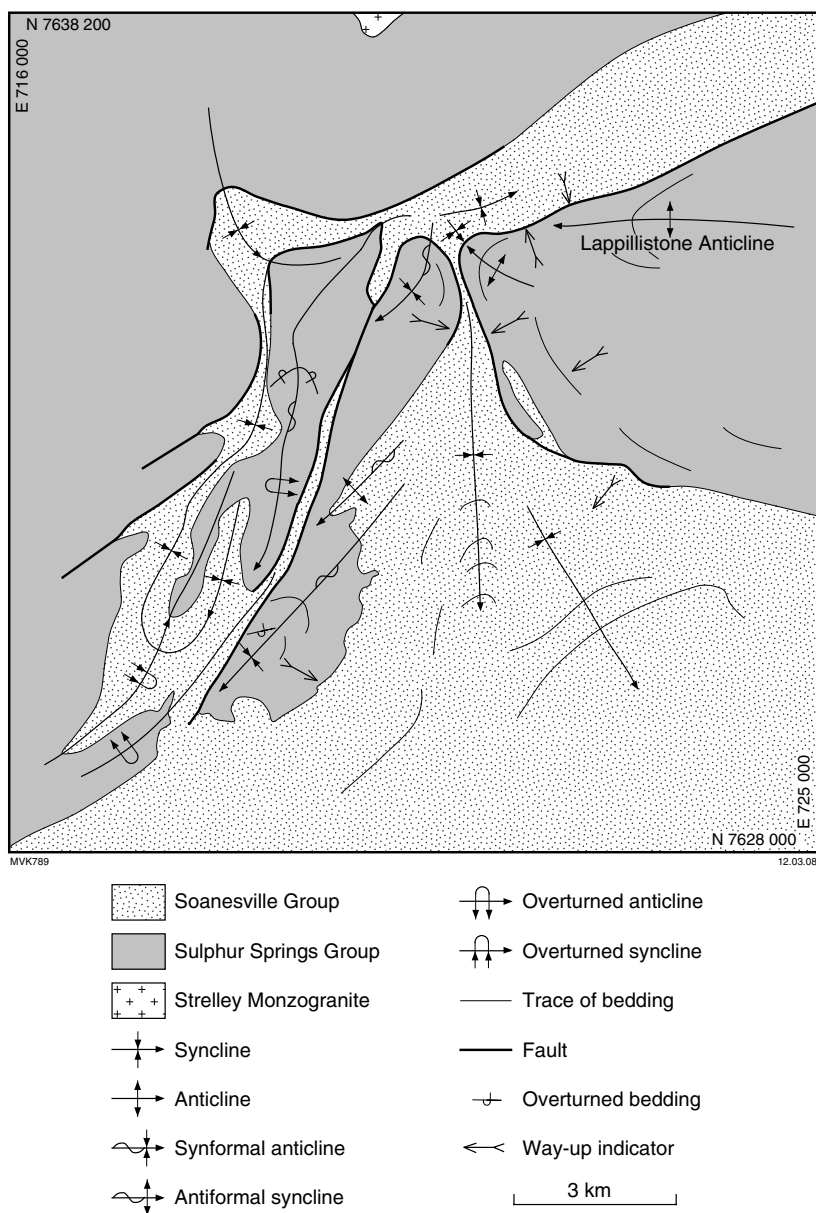 N 7638 200
E 716 000
Lappillistone Anticline
E 725 000
N 7628 000
MVK789
12.03.08
Soanesville Group
Sulphur Springs Group
Strelley Monzogranite
Syncline
Anticline
Synformal anticline
Antiformal syncline
Overturned anticline
Overturned syncline
Trace of bedding
Fault
Overturned bedding
Way-up indicator
3 km